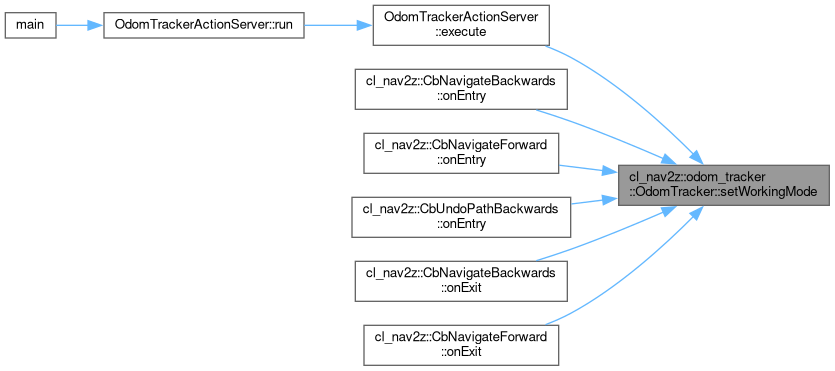 main
OdomTrackerActionServer::run
OdomTrackerActionServer
::execute
cl_nav2z::CbNavigateBackwards
::onEntry
cl_nav2z::CbNavigateForward
::onEntry
cl_nav2z::CbUndoPathBackwards
::onEntry
cl_nav2z::CbNavigateBackwards
::onExit
cl_nav2z::CbNavigateForward
::onExit
cl_nav2z::odom_tracker
::OdomTracker::setWorkingMode